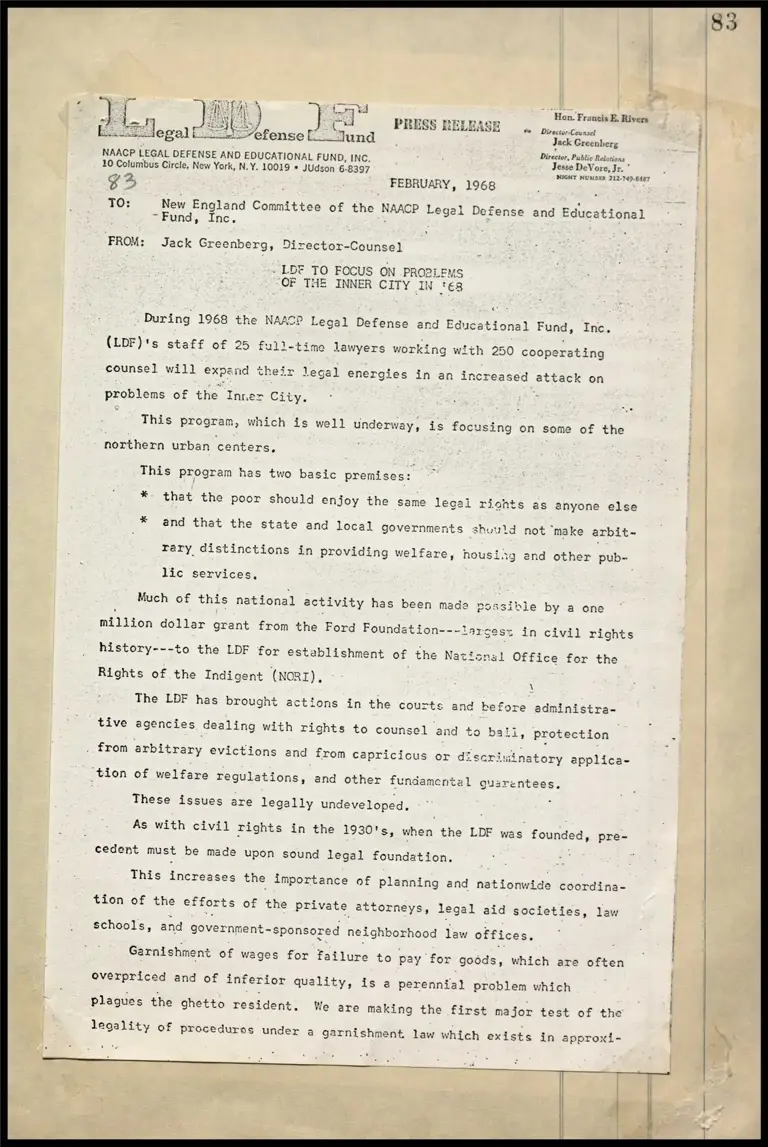 83
Legal Defense Fund
PRESS RELEASE
Hon. Francis E. Rivers
Director-Counsel
Jack Greenberg
Director, Public Relations
Jesse DeVore, Jr.
NIGHT NUMBER 212-749-8487
NAACP LEGAL DEFENSE AND EDUCATIONAL FUND, INC.
10 Columbus Circle, New York, N.Y. 10019 • JUdson 6-8397
83
FEBRUARY, 1968
TO: New England Committee of the NAACP Legal Defense and Educational
Fund, Inc.
FROM: Jack Greenberg, Director-Counsel
LDF TO FOCUS ON PROBLEMS
OF THE INNER CITY IN '68
During 1968 the NAACP Legal Defense and Educational Fund, Inc.
(LDF)'s staff of 25 full-time lawyers working with 250 cooperating
counsel will expand their legal energies in an increased attack on
problems of the Inner City.
This program, which is well underway, is focusing on some of the
northern urban centers.
This program has two basic premises:
* that the poor should enjoy the same legal rights as anyone else
* and that the state and local governments should not make arbit-
rary distinctions in providing welfare, housing and other pub-
lic services.
Much of this national activity has been made possible by a one
million dollar grant from the Ford Foundation---largest in civil rights
history---to the LDF for establishment of the National Office for the
Rights of the Indigent (NORI).
The LDF has brought actions in the courts and before administra-
tive agencies dealing with rights to counsel and to bail, protection
from arbitrary evictions and from capricious or discriminatory applica-
tion of welfare regulations, and other fundamental guarantees.
These issues are legally undeveloped.
As with civil rights in the 1930's, when the LDF was founded, pre-
cedent must be made upon sound legal foundation.
This increases the importance of planning and nationwide coordina-
tion of the efforts of the private attorneys, legal aid societies, law
schools, and government-sponsored neighborhood law offices.
Garnishment of wages for failure to pay for goods, which are often
overpriced and of inferior quality, is a perennial problem which
plagues the ghetto resident. We are making the first major test of the
legality of procedures under a garnishment law which exists in approxi-